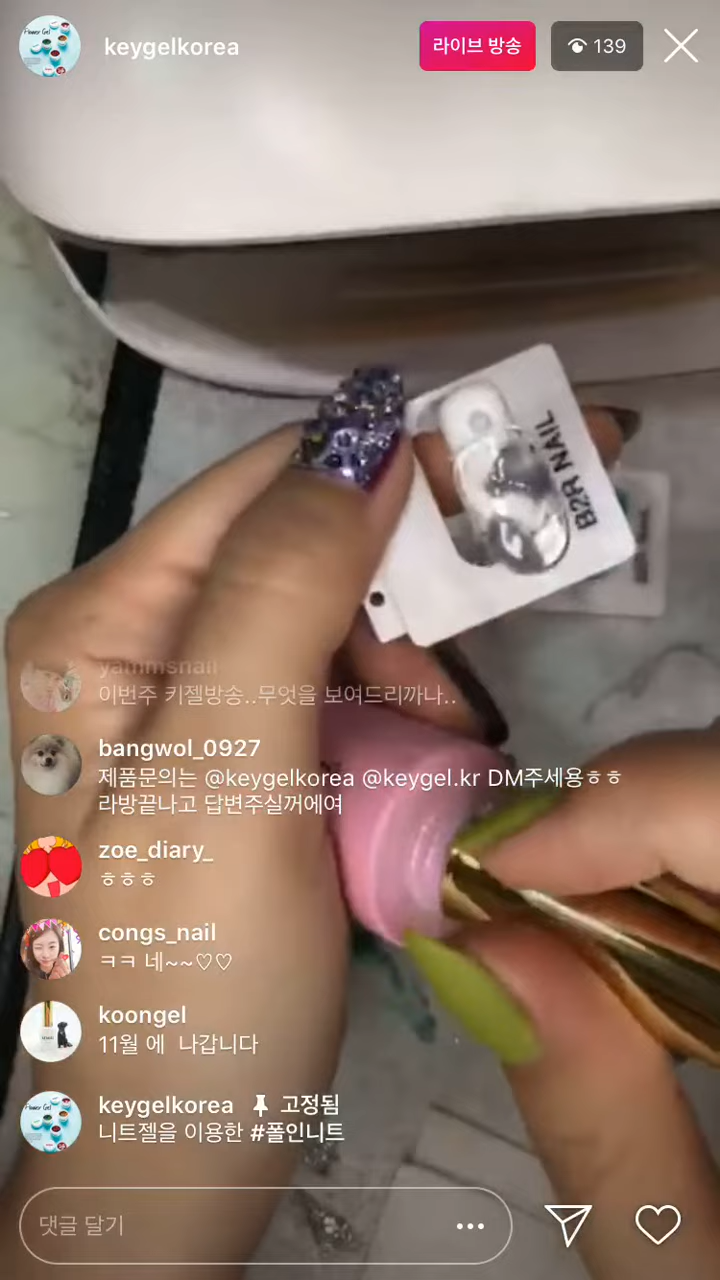 keygelkorea
라이브 방송
139
B2R NAIL
yammsnail
이번주 키젤방송..무엇을 보여드리까나..
bangwol_0927
제품문의는 @keygelkorea @keygel.kr DM주세용ㅎㅎ
라방끝나고 답변주실꺼에여
zoe_diary_
ㅎㅎㅎ
congs_nail
ㅋㅋ 네~~♡♡
koongel
11월 에  나갑니다
keygelkorea 고정됨
니트젤을 이용한 #폴인니트
댓글 달기